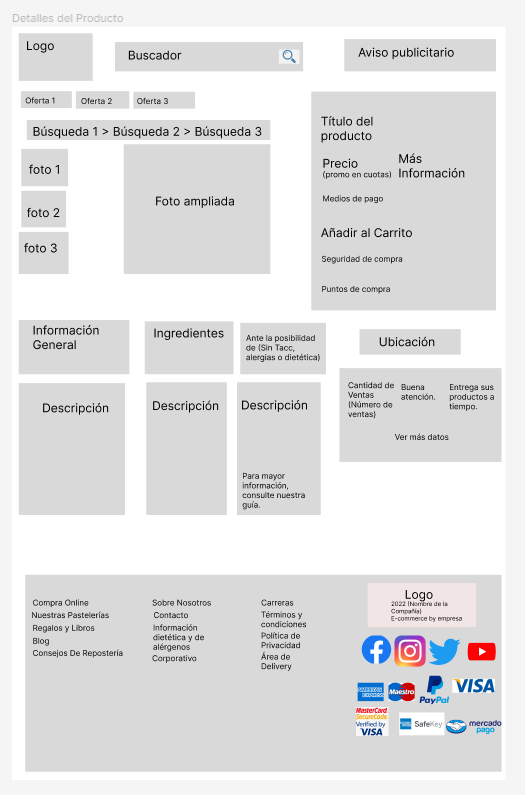 Detalles del Producto
Logo
Buscador
Aviso publicitario
Oferta 1
Oferta 2
Oferta 3
Búsqueda 1 > Búsqueda 2 > Búsqueda 3
foto 1
foto 2
foto 3
Foto ampliada
Título del
producto
Precio
(promo en cuotas)
Más
Información
Medios de pago
Añadir al Carrito
Seguridad de compra
Puntos de compra
Información
General
Ingredientes
Ante la posibilidad
de (Sin Tacc,
alergias o dietética)
Ubicación
Descripción
Descripción
Descripción
Para mayor
información,
consulte nuestra
guía.
Cantidad de
Ventas
(Número de
ventas)
Buena
atención.
Entrega sus
productos a
tiempo.
Ver más datos
Compra Online
Nuestras Pastelerías
Regalos y Libros
Blog
Consejos De Repostería
Sobre Nosotros
Contacto
Información
dietética y de
alérgenos
Corporativo
Carreras
Términos y
condiciones
Política de
Privacidad
Área de
Delivery
Logo
2022 (Nombre de la
Compañía)
E-commerce by empresa
AMERICAN
EXPRESS
Maestro
PayPal
VISA
MasterCard
SecureCode
Verified by
VISA
SafeKey
mercado
pago